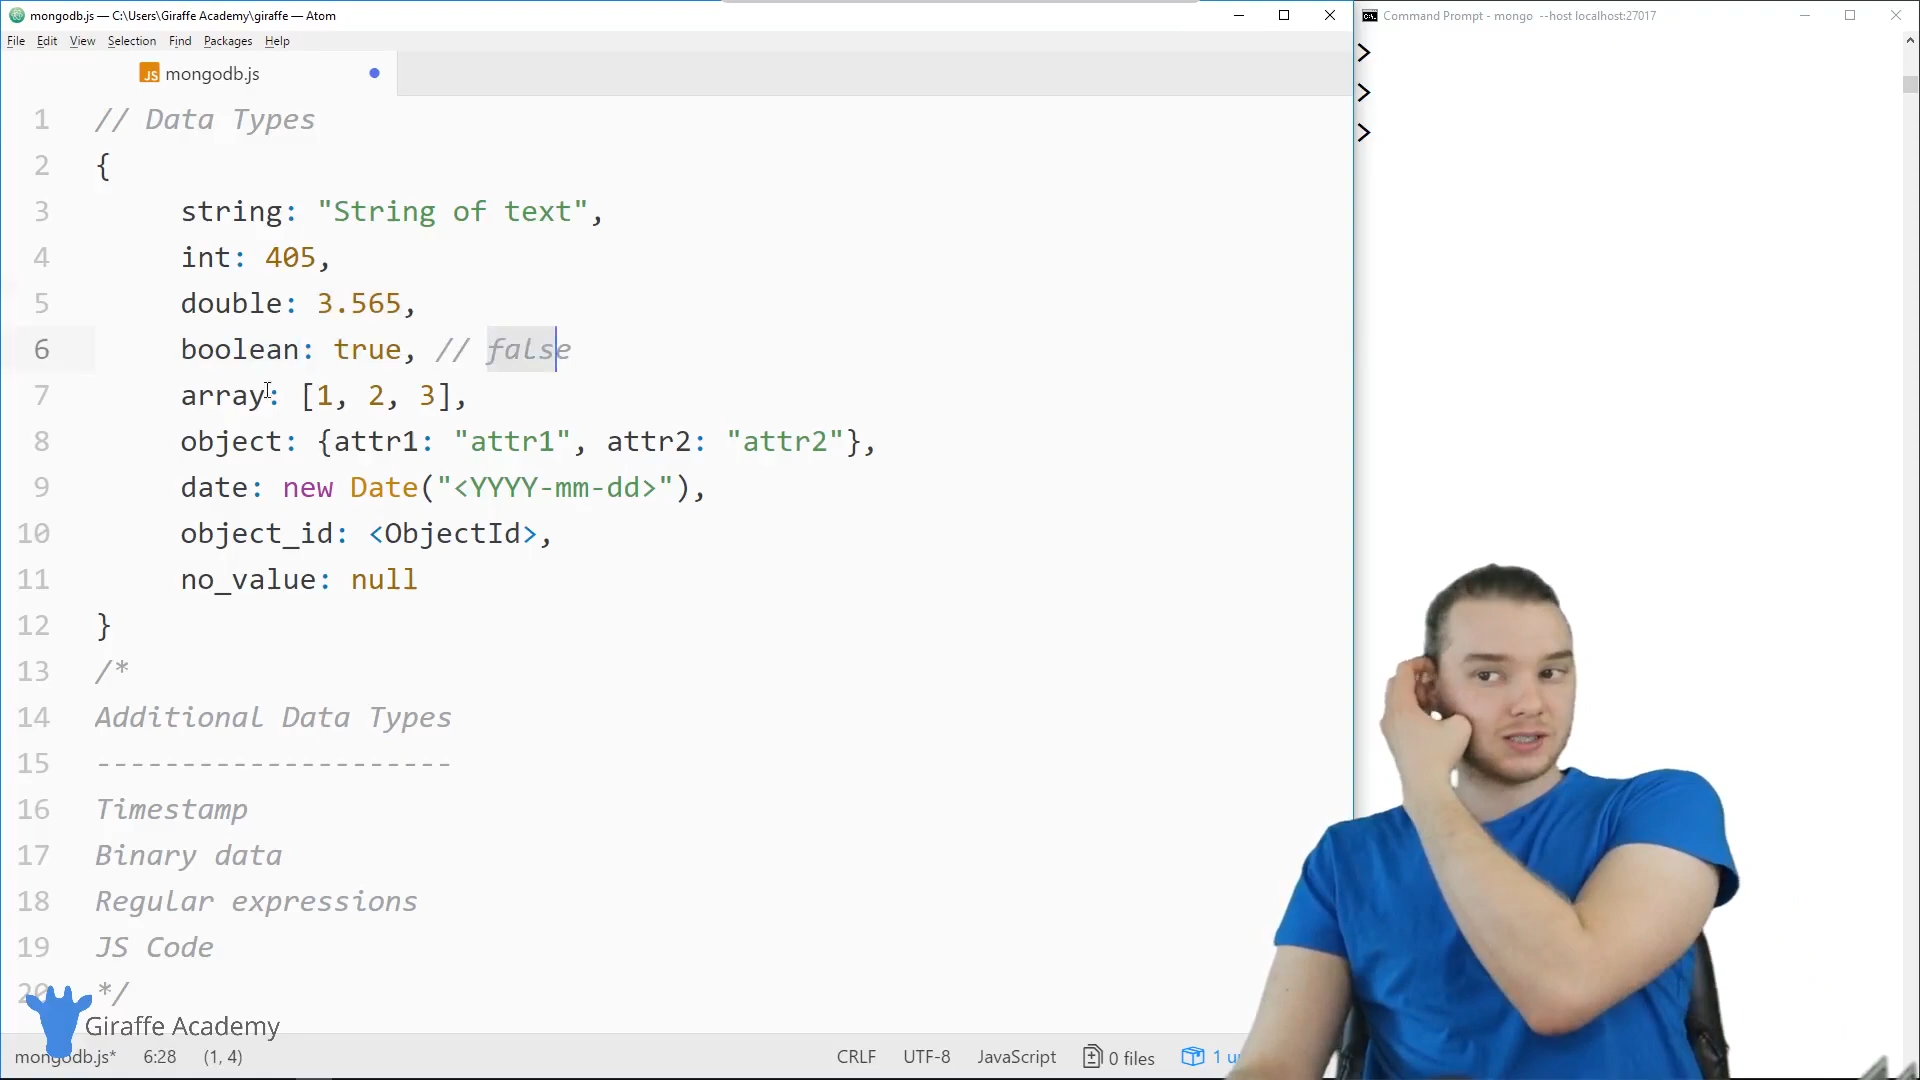 mongodb.js — C:\Users\Giraffe Academy\giraffe — Atom
Command Prompt - mongo --host localhost:27017
File Edit View Selection Find Packages Help
JS mongodb.js
>
>
>
1 // Data Types
2 {
3 string: "String of text",
4 int: 405,
5 double: 3.565,
6 boolean: true, // false
7 array: [1, 2, 3],
8 object: {attr1: "attr1", attr2: "attr2"},
9 date: new Date("<YYYY-mm-dd>"),
10 object_id: <ObjectId>,
11 no_value: null
12 }
13 /*
14 Additional Data Types
15 ---------------------
16 Timestamp
17 Binary data
18 Regular expressions
19 JS Code
20 */
Giraffe Academy
mongodb.js* 6:28 (1, 4) CRLF UTF-8 JavaScript 0 files 1 u